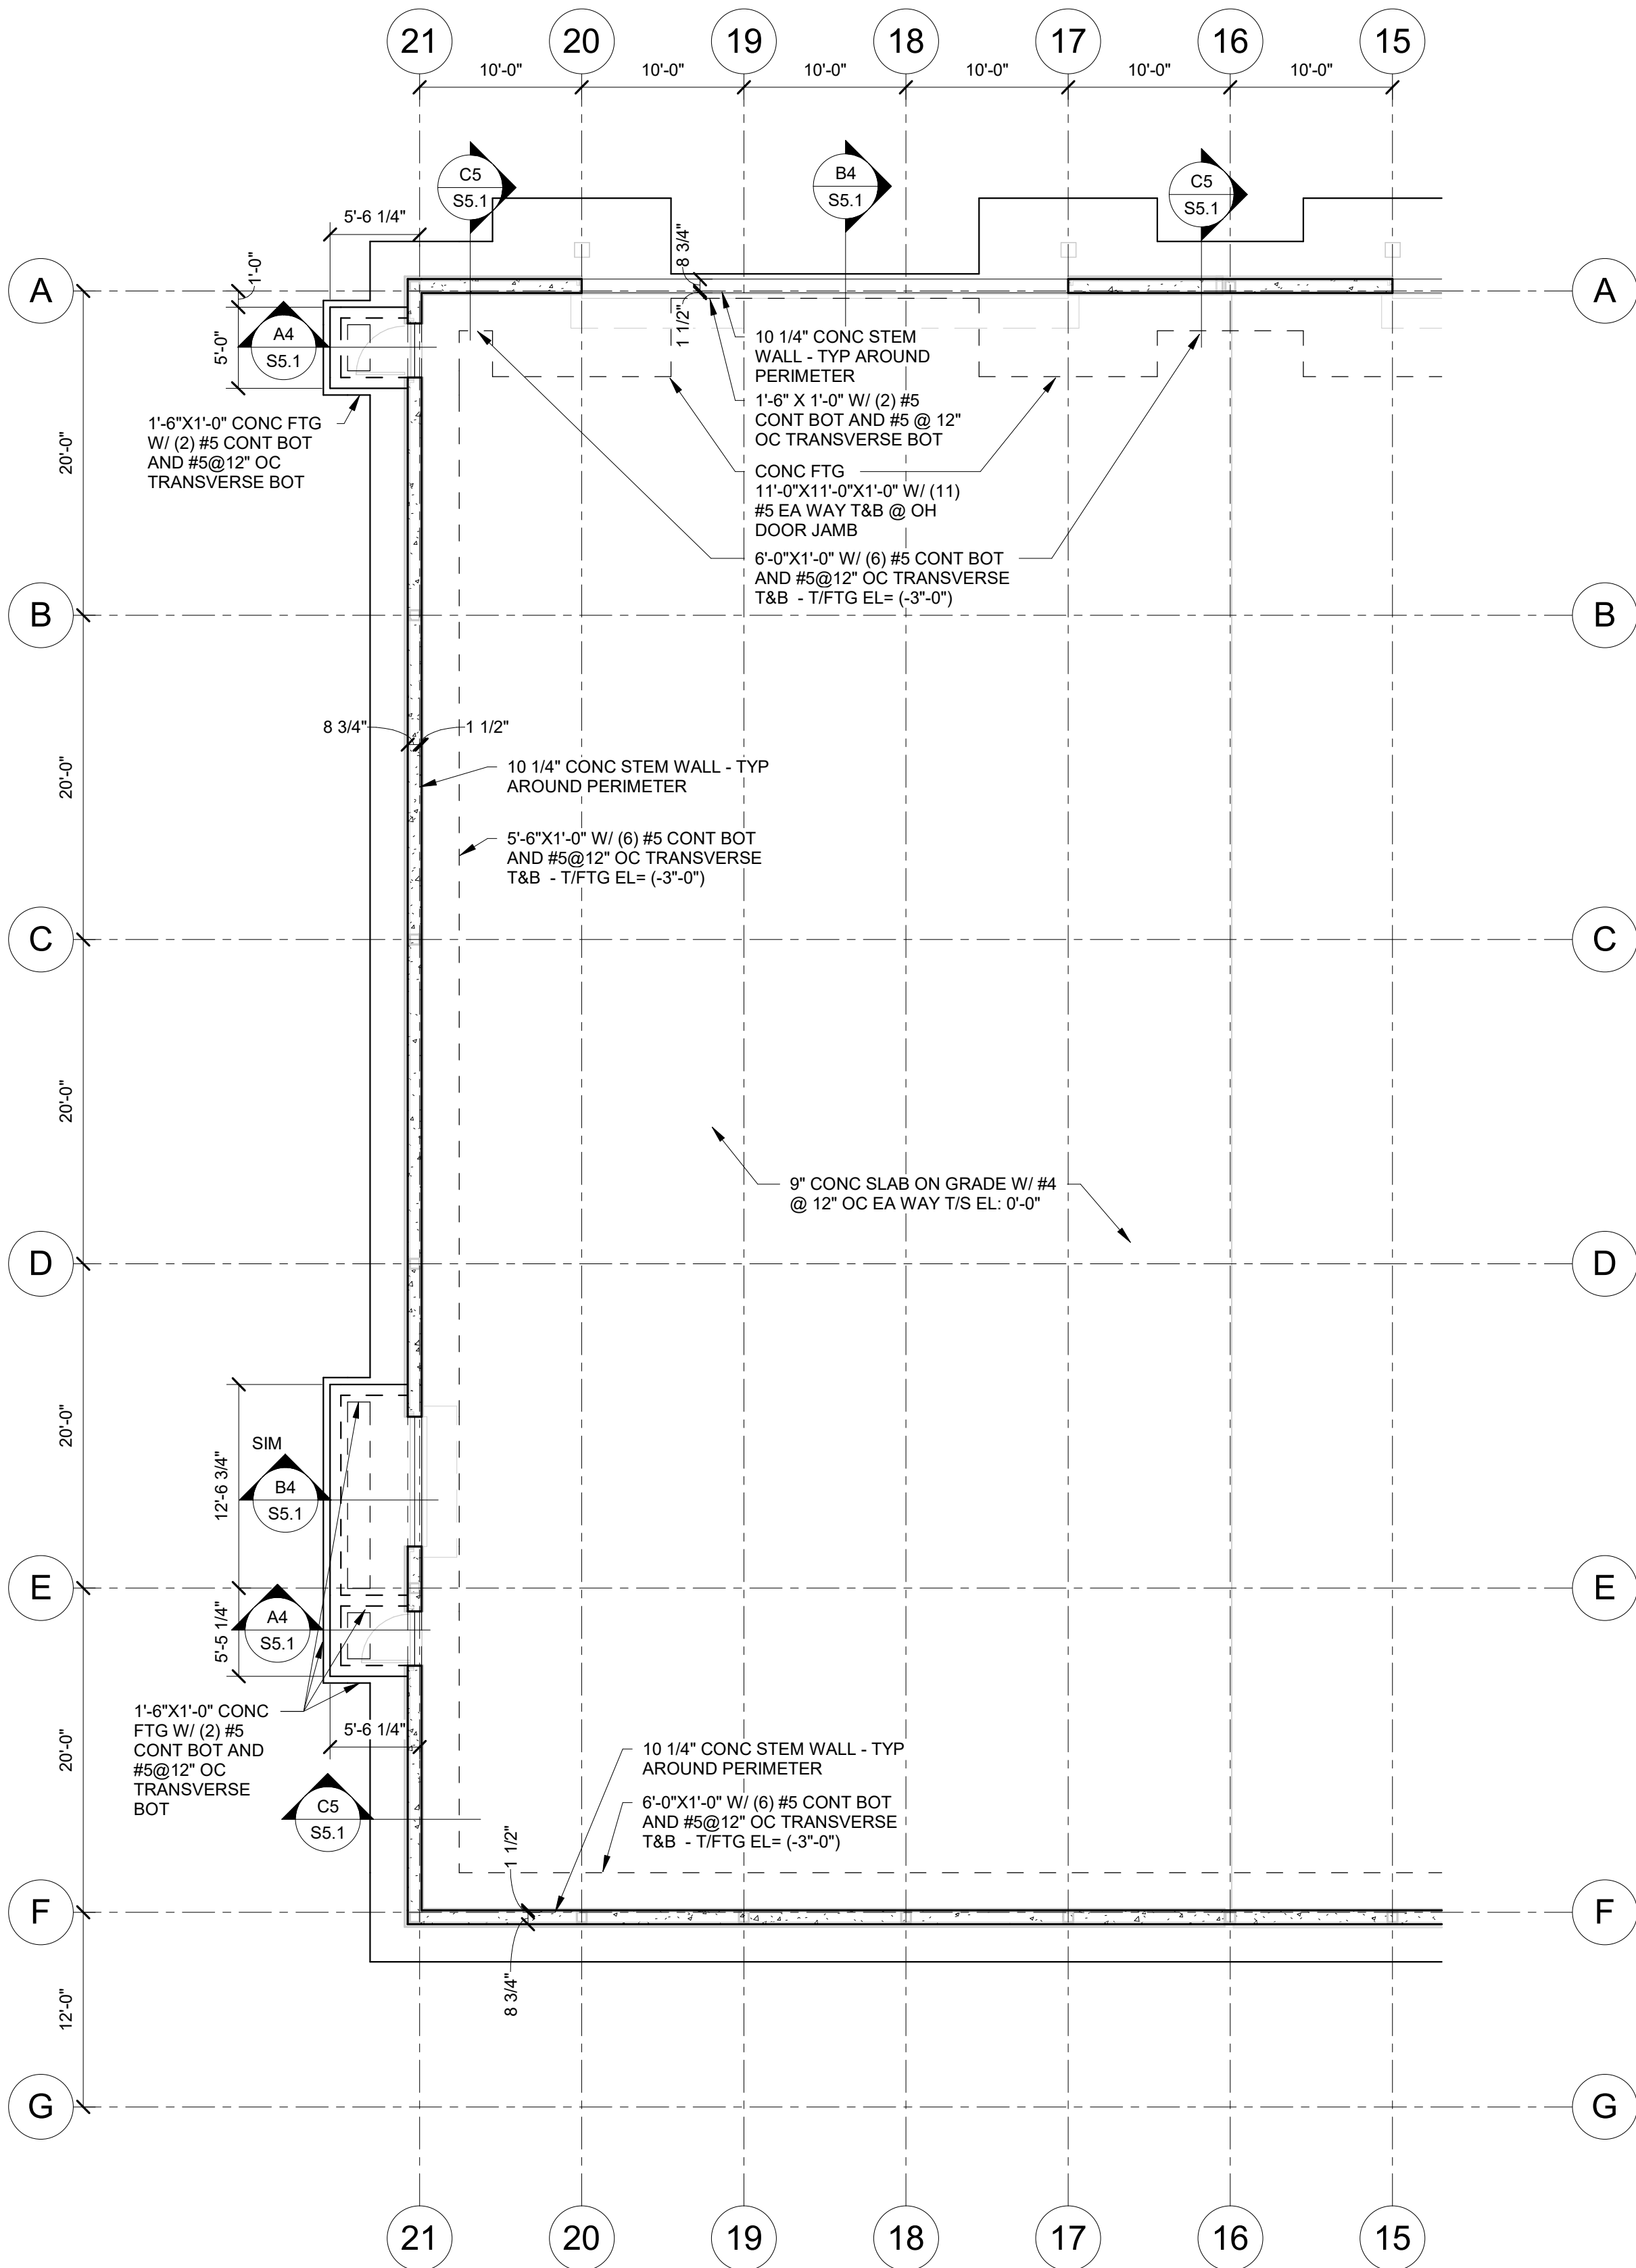 21 20 19 18 17 16 15
10'-0" 10'-0" 10'-0" 10'-0" 10'-0" 10'-0"
C5
S5.1
B4
S5.1
C5
S5.1
5'-6 1/4"
8 3/4"
1'-0"
A A
A4
S5.1
5'-0"
1 1/2"
10 1/4" CONC STEM
WALL - TYP AROUND
PERIMETER
1'-6" X 1'-0" W/ (2) #5
CONT BOT AND #5 @ 12"
OC TRANSVERSE BOT
1'-6"X1'-0" CONC FTG
W/ (2) #5 CONT BOT
AND #5@12" OC
TRANSVERSE BOT
20'-0"
CONC FTG
11'-0"X11'-0"X1'-0" W/ (11)
#5 EA WAY T&B @ OH
DOOR JAMB
6'-0"X1'-0" W/ (6) #5 CONT BOT
AND #5@12" OC TRANSVERSE
T&B - T/FTG EL= (-3"-0")
B B
8 3/4" 1 1/2"
20'-0"
10 1/4" CONC STEM WALL - TYP
AROUND PERIMETER
5'-6"X1'-0" W/ (6) #5 CONT BOT
AND #5@12" OC TRANSVERSE
T&B - T/FTG EL= (-3"-0")
C C
20'-0"
9" CONC SLAB ON GRADE W/ #4
@ 12" OC EA WAY T/S EL: 0'-0"
D D
20'-0"
SIM
12'-6 3/4"
B4
S5.1
E E
A4
S5.1
5'-5 1/4"
1'-6"X1'-0" CONC
FTG W/ (2) #5
CONT BOT AND
#5@12" OC
TRANSVERSE
BOT
5'-6 1/4"
20'-0"
10 1/4" CONC STEM WALL - TYP
AROUND PERIMETER
6'-0"X1'-0" W/ (6) #5 CONT BOT
AND #5@12" OC TRANSVERSE
T&B - T/FTG EL= (-3"-0")
C5
S5.1
1 1/2"
F F
8 3/4"
12'-0"
G G
21 20 19 18 17 16 15